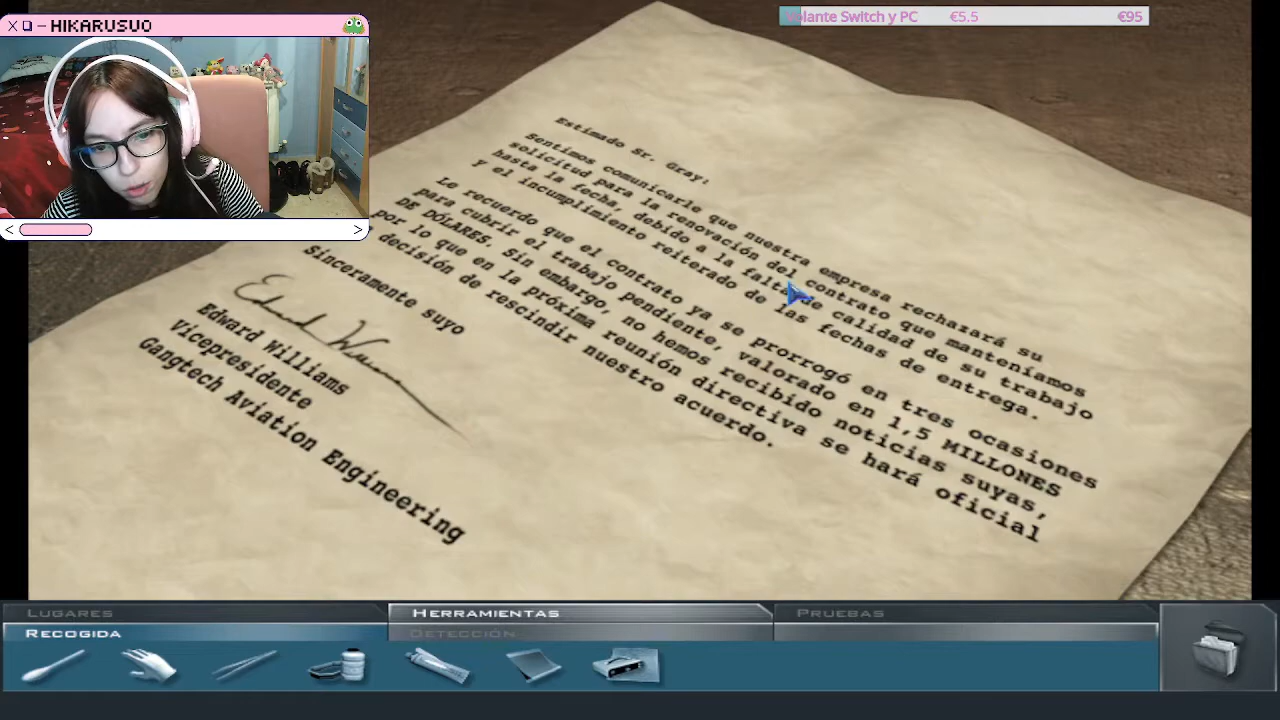 X - HIKARUSUO
olante Switch y PC €5.5 €95
Estimado Sr. Gray:
Sentimos comunicarle que nuestra empresa rechazará su
solicitud para la renovación del contrato que manteníamos
hasta la fecha, debido a la falta de calidad de su trabajo
y el incumplimiento reiterado de las fechas de entrega.
Le recuerdo que el contrato ya se prorrogó en tres ocasiones
para cubrir el trabajo pendiente, valorado en 1,5 MILLONES
DE DÓLARES. Sin embargo, no hemos recibido noticias suyas,
por lo que en la próxima reunión directiva se hará oficial
decisión de rescindir nuestro acuerdo.
Sinceramente suyo
Edward Williams
Edward Williams
Vicepresidente
Gangtech Aviation Engineering
LUGARES HERRAMIENTAS PRUEBAS
RECOGIDA DETECCIÓN